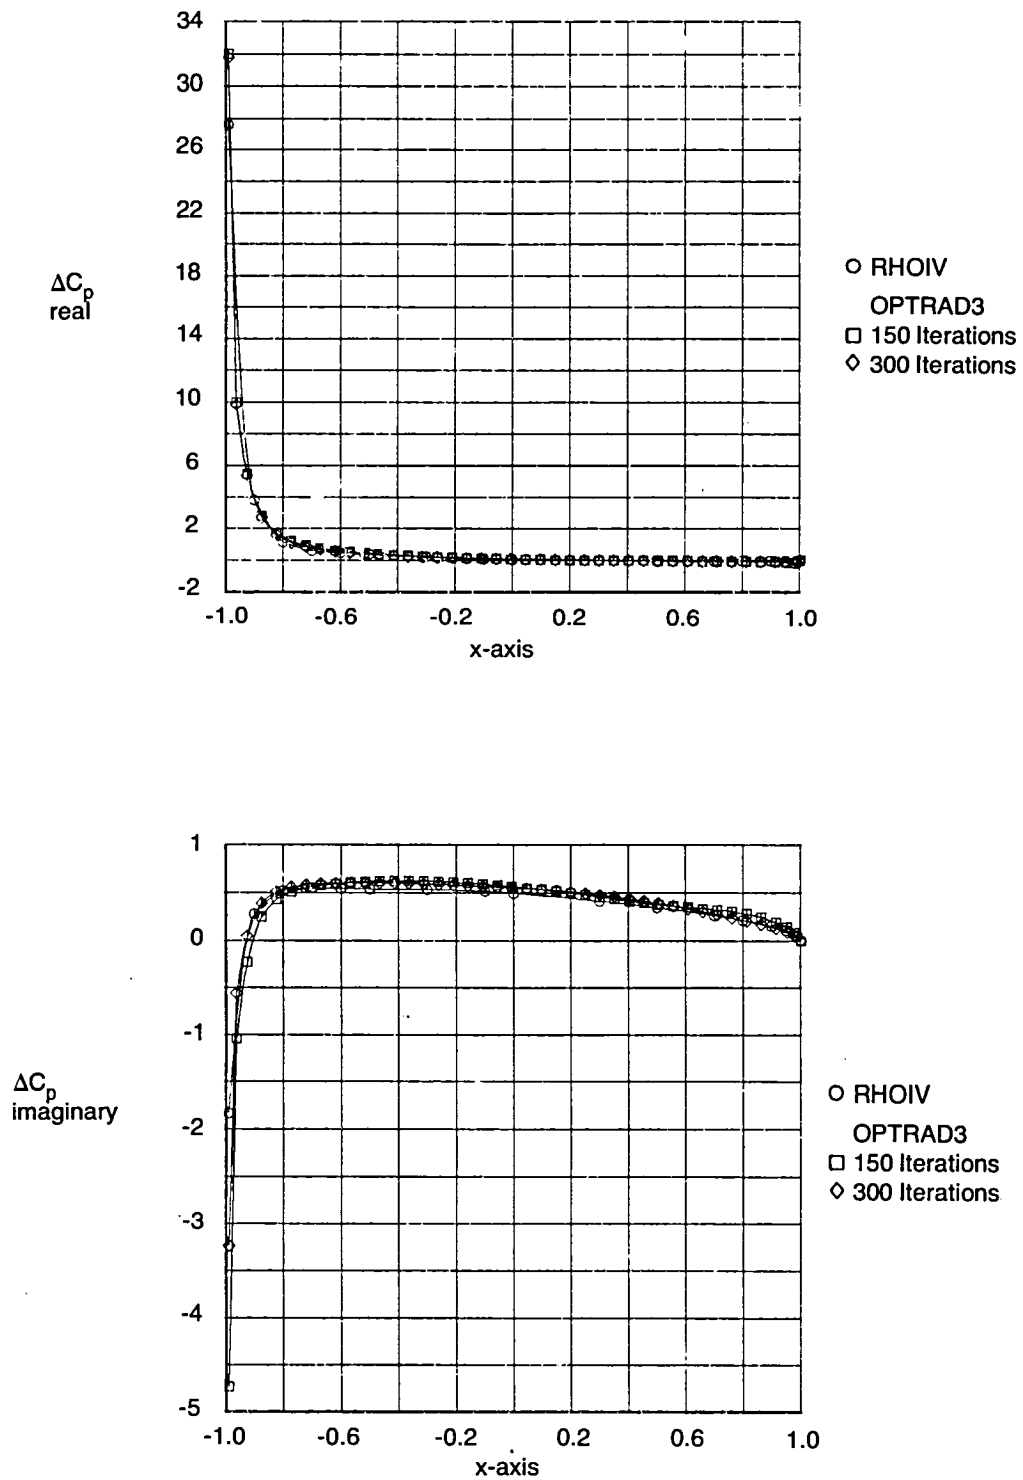 34
30
26
22
18
14
10
6
2
-2
ΔCp
real
-1.0 -0.6 -0.2 0.2 0.6 1.0
x-axis
RHOIV
OPTRAD3
150 Iterations
300 Iterations
1
0
-1
-2
-3
-4
-5
ΔCp
imaginary
-1.0 -0.6 -0.2 0.2 0.6 1.0
x-axis
RHOIV
OPTRAD3
150 Iterations
300 Iterations